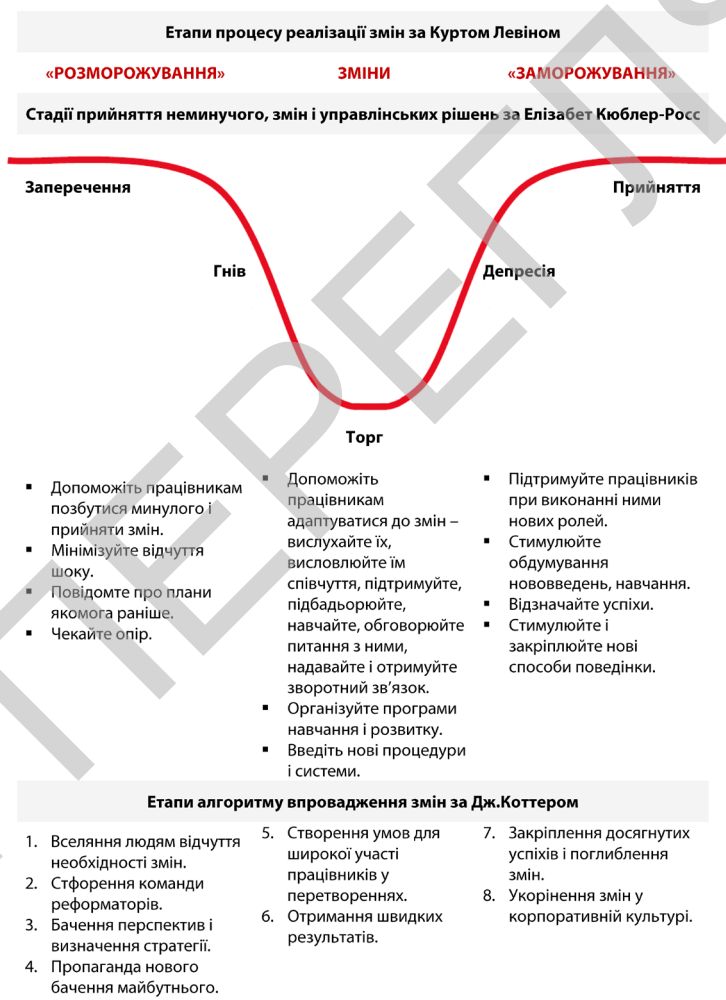 Етапи процесу реалізації змін за Куртом Левіном
«РОЗМОРОЖУВАННЯ»
ЗМІНИ
«ЗАМОРОЖУВАННЯ»
Стадії прийняття неминучого, змін і управлінських рішень за Елізабет Кюблер-Росс
Заперечення
Прийняття
Гнів
Депресія
Торг
▪ Допоможіть працівникам
позбутися минулого і
прийняти змін.
▪ Мінімізуйте відчуття
шоку.
▪ Повідомте про плани
якомога раніше.
▪ Чекайте опір.
▪ Допоможіть
працівникам
адаптуватися до змін –
вислухайте їх,
висловлюйте їм
співчуття, підтримуйте,
підбадьорюйте,
навчайте, обговорюйте
питання з ними,
надавайте і отримуйте
зворотний зв’язок.
▪ Організуйте програми
навчання і розвитку.
▪ Введіть нові процедури
і системи.
▪ Підтримуйте працівників
при виконанні ними
нових ролей.
▪ Стимулюйте
обдумування
нововведень, навчання.
▪ Відзначайте успіхи.
▪ Стимулюйте і
закріплюйте нові
способи поведінки.
Етапи алгоритму впровадження змін за Дж.Коттером
1. Вселяння людям відчуття
необхідності змін.
2. Стфорення команди
реформаторів.
3. Бачення перспектив і
визначення стратегії.
4. Пропаганда нового
бачення майбутнього.
5. Створення умов для
широкої участі
працівників у
перетвореннях.
6. Отримання швидких
результатів.
7. Закріплення досягнутих
успіхів і поглиблення
змін.
8. Укорінення змін у
корпоративній культурі.
ПЕРЕГЛ